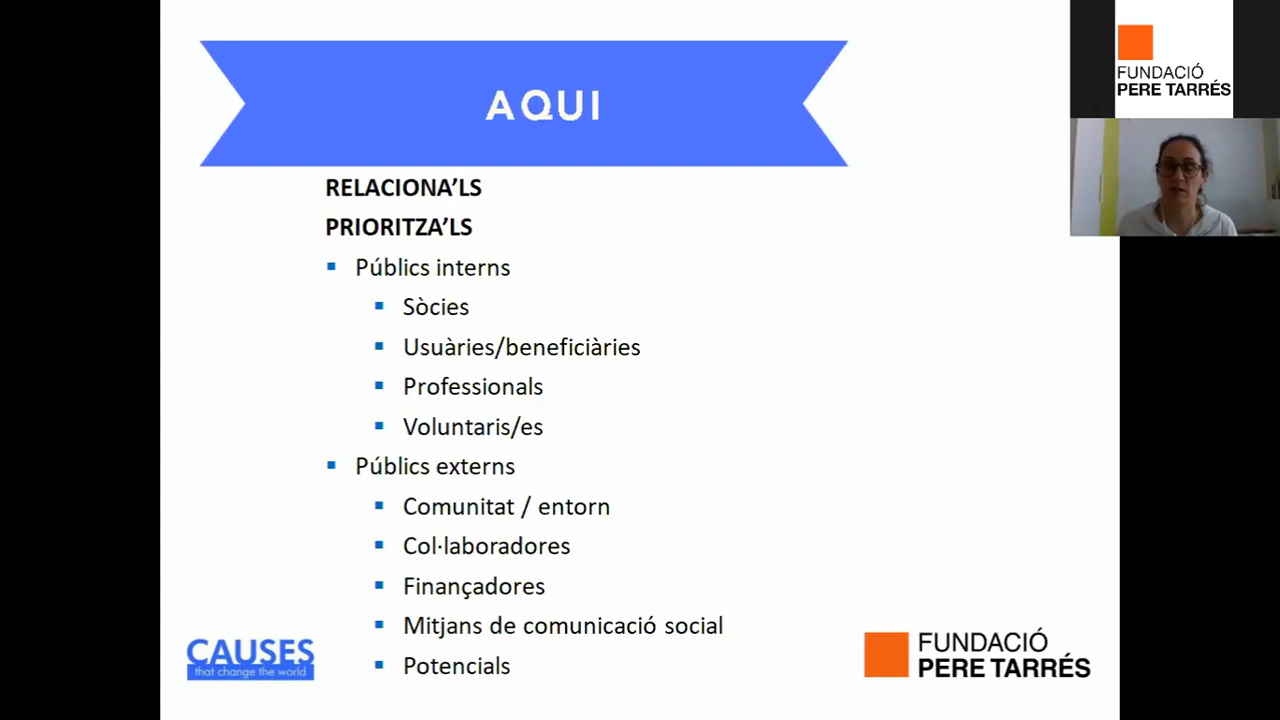 AQUI
RELACIONA’LS
PRIORITZA’LS
Públics interns
Sòcies
Usuàries/beneficiàries
Professionals
Voluntaris/es
Públics externs
Comunitat / entorn
Col·laboradores
Finançadores
Mitjans de comunicació social
Potencials
CAUSES
that change the world
FUNDACIÓ
PERE TARRÉS
FUNDACIÓ
PERE TARRÉS